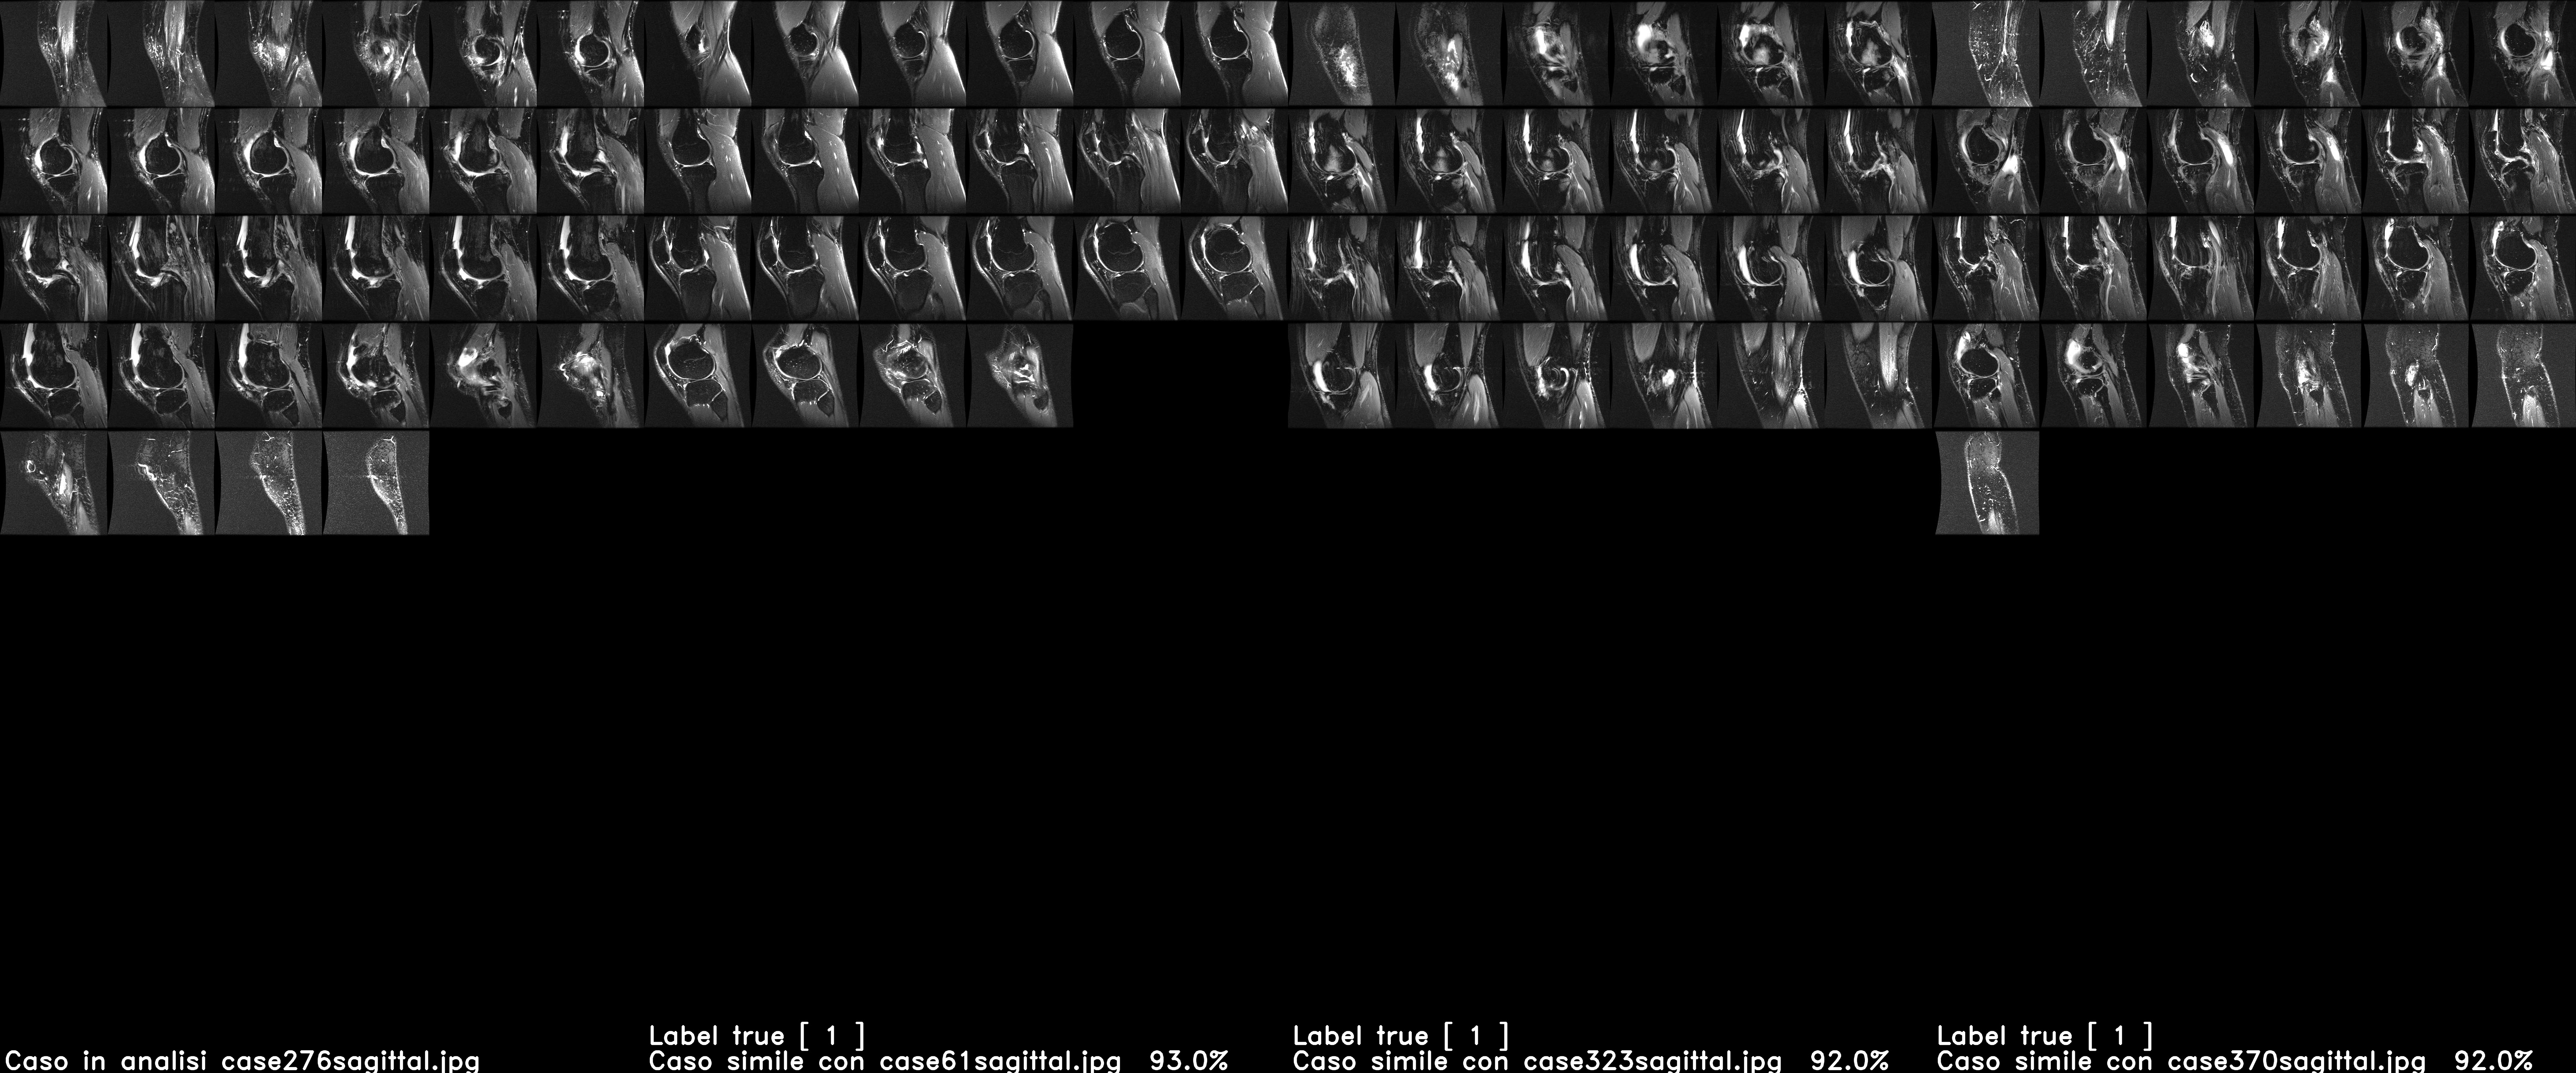 Caso in analisi case276sagittal.jpg
Label true [ 1 ]
Caso simile con case61sagittal.jpg 93.0%
Label true [ 1 ]
Caso simile con case323sagittal.jpg 92.0%
Label true [ 1 ]
Caso simile con case370sagittal.jpg 92.0%